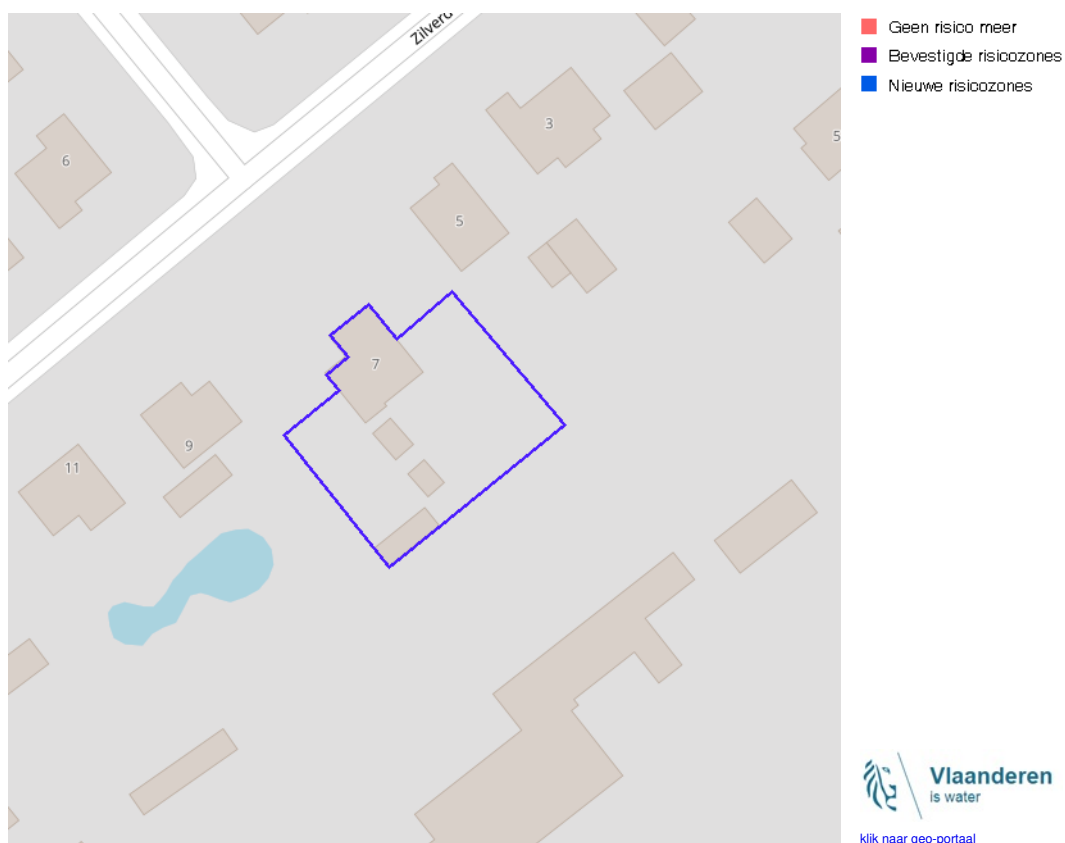 Zilverd
3
5
5
6
7
9
11
Geen risico meer
Bevestigde risicozones
Nieuwe risicozones
Vlaanderen
is water
klik naar geo-portaal